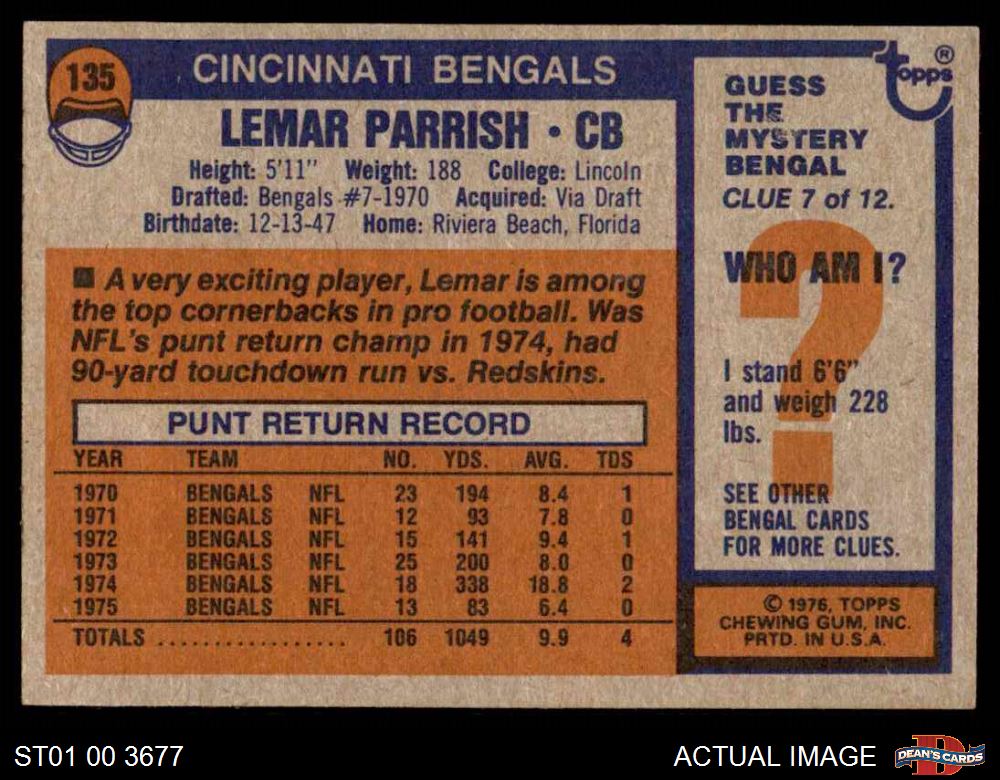 135
CINCINNATI BENGALS
LEMAR PARRISH • CB
Height: 5'11" Weight: 188 College: Lincoln
Drafted: Bengals #7-1970 Acquired: Via Draft
Birthdate: 12-13-47 Home: Riviera Beach, Florida
■ A very exciting player, Lemar is among
the top cornerbacks in pro football. Was
NFL's punt return champ in 1974, had
90-yard touchdown run vs. Redskins.
PUNT RETURN RECORD
YEAR TEAM NO. YDS. AVG. TDS
1970 BENGALS NFL 23 194 8.4 1
1971 BENGALS NFL 12 93 7.8 0
1972 BENGALS NFL 15 141 9.4 1
1973 BENGALS NFL 25 200 8.0 0
1974 BENGALS NFL 18 338 18.8 2
1975 BENGALS NFL 13 83 6.4 0
TOTALS ................. 106 1049 9.9 4
topps ®
GUESS
THE
MYSTERY
BENGAL
CLUE 7 of 12.
WHO AM I?
?
I stand 6'6"
and weigh 228
lbs.
SEE OTHER
BENGAL CARDS
FOR MORE CLUES.
© 1976, TOPPS
CHEWING GUM, INC.
PRTD. IN U.S.A.
ST01 00 3677
ACTUAL IMAGE
D
DEAN'S CARDS